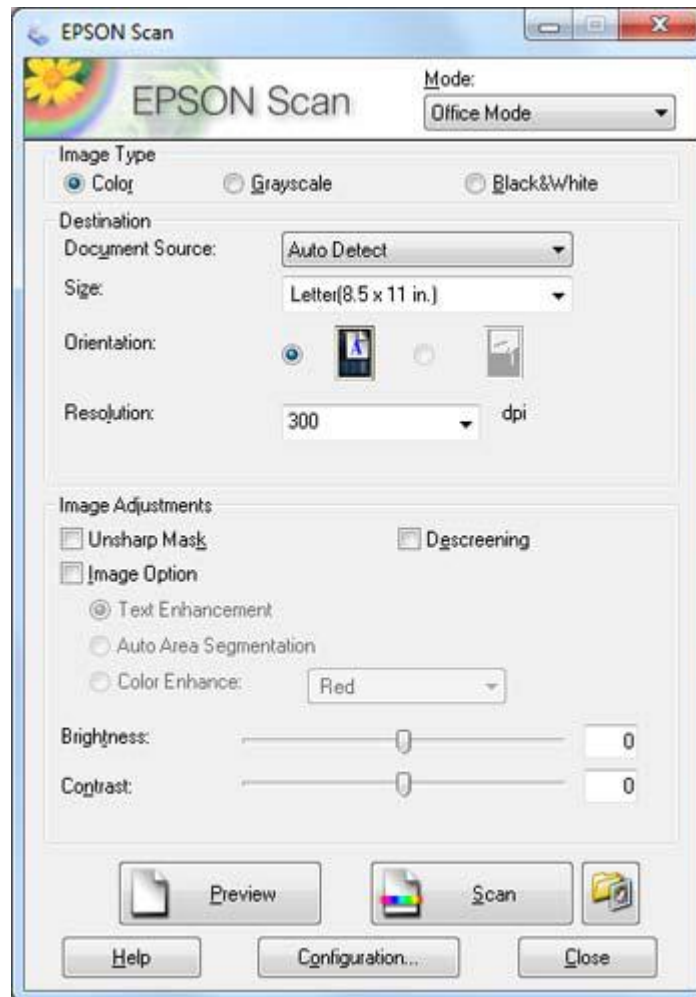 EPSON Scan
EPSON Scan
Mode:
Office Mode
Image Type
Color Grayscale Black&White
Destination
Document Source: Auto Detect
Size: Letter(8.5 x 11 in.)
Orientation: A
Resolution: 300 dpi
Image Adjustments
Unsharp Mask Descreening
Image Option
Text Enhancement
Auto Area Segmentation
Color Enhance: Red
Brightness: 0
Contrast: 0
Preview Scan
Help Configuration... Close